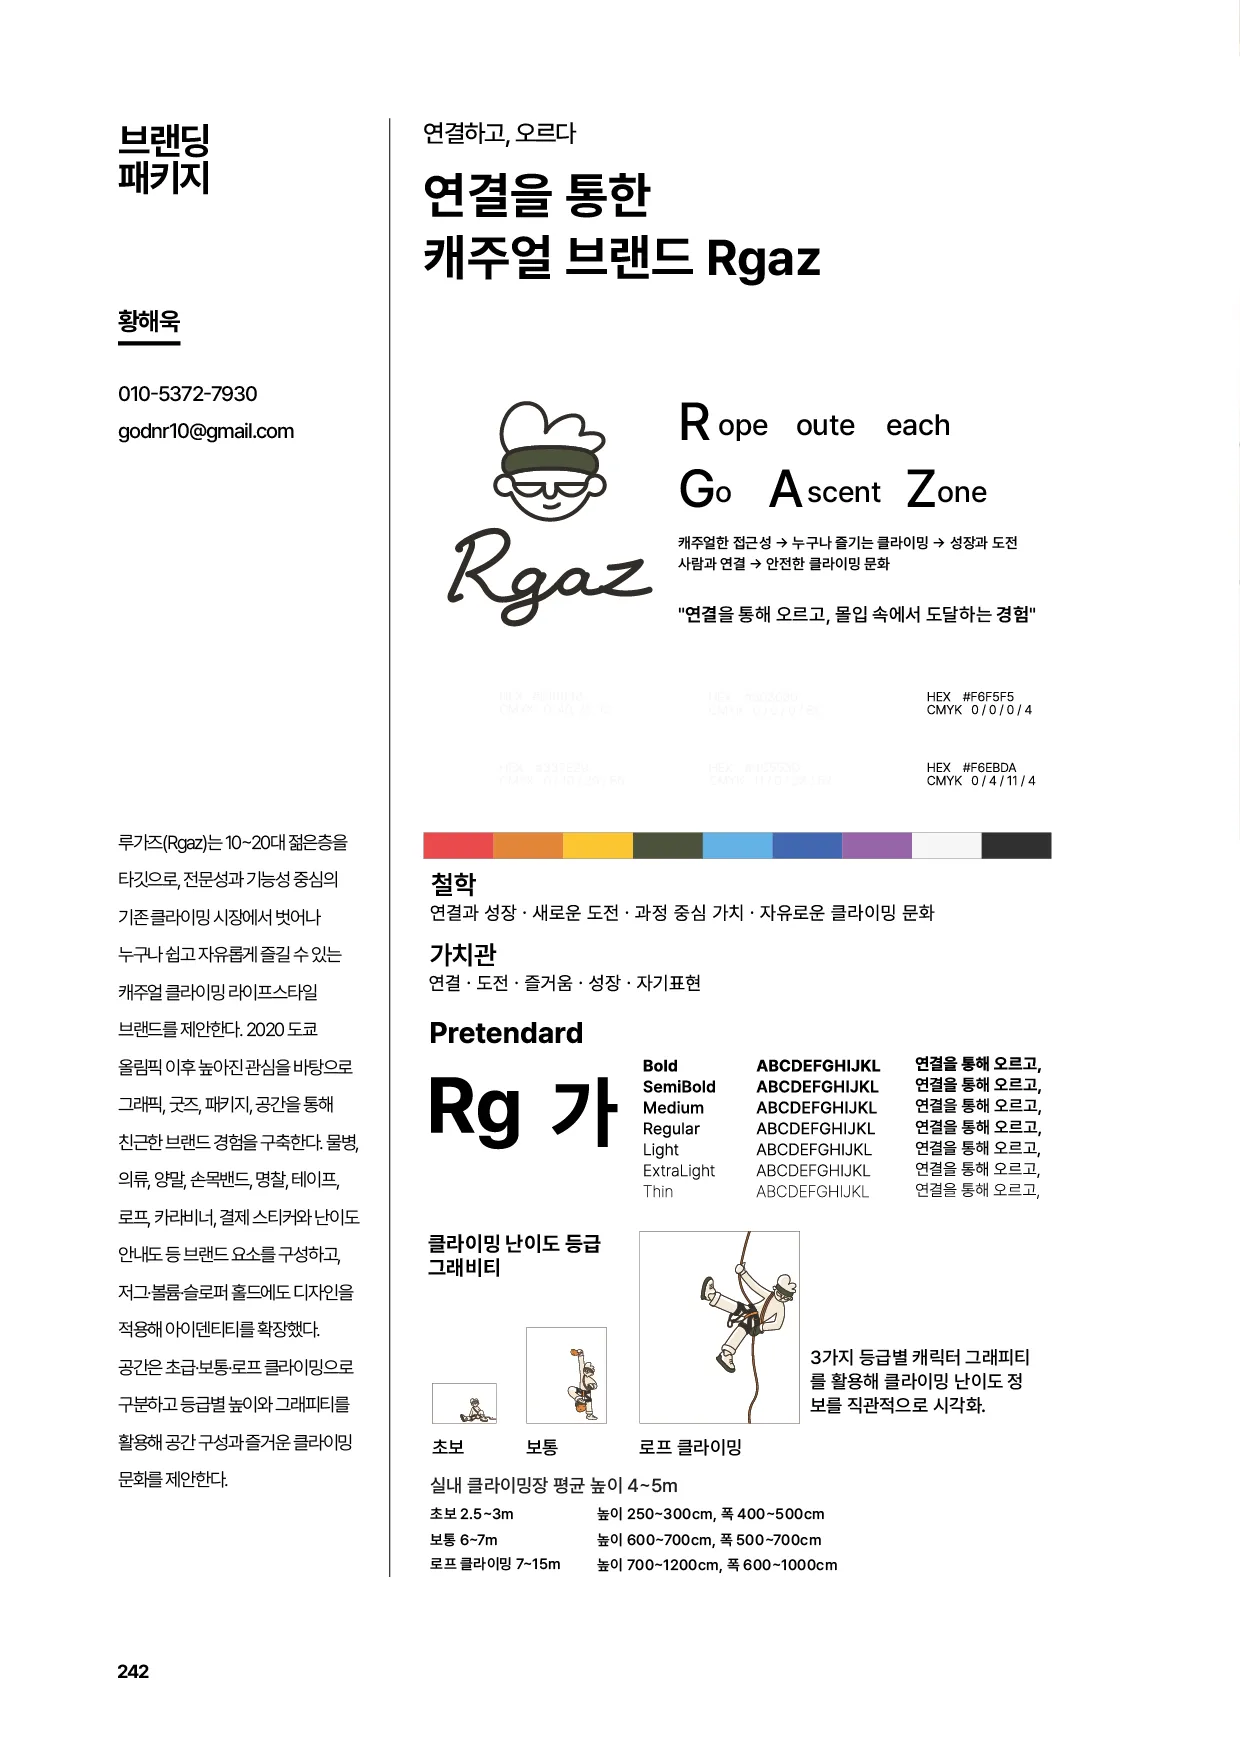 브랜딩
패키지
황해욱
010-5372-7930
godnr10@gmail.com
루가즈(Rgaz)는 10~20대 젊은층을
타깃으로, 전문성과 기능성 중심의
기존 클라이밍 시장에서 벗어나
누구나 쉽고 자유롭게 즐길 수 있는
캐주얼 클라이밍 라이프스타일
브랜드를 제안한다. 2020 도쿄
올림픽 이후 높아진 관심을 바탕으로
그래픽, 굿즈, 패키지, 공간을 통해
친근한 브랜드 경험을 구축한다. 물병,
의류, 양말, 손목밴드, 명찰, 테이프,
로프, 카라비너, 결제 스티커와 난이도
안내도 등 브랜드 요소를 구성하고,
저그·볼륨·슬로퍼 홀드에도 디자인을
적용해 아이덴티티를 확장했다.
공간은 초급·보통·로프 클라이밍으로
구분하고 등급별 높이와 그래피티를
활용해 공간 구성과 즐거운 클라이밍
문화를 제안한다.
242
연결하고, 오르다
연결을 통한
캐주얼 브랜드 Rgaz
Rgaz
R ope oute each
Go Ascent Zone
캐주얼한 접근성 → 누구나 즐기는 클라이밍 → 성장과 도전
사람과 연결 → 안전한 클라이밍 문화
"연결을 통해 오르고, 몰입 속에서 도달하는 경험"
HEX #F6F5F5
CMYK 0 / 0 / 0 / 4
HEX #F6EBDA
CMYK 0 / 4 / 11 / 4
철학
연결과 성장 · 새로운 도전 · 과정 중심 가치 · 자유로운 클라이밍 문화
가치관
연결 · 도전 · 즐거움 · 성장 · 자기표현
Pretendard
Rg 가
Bold ABCDEFGHIJKL 연결을 통해 오르고,
SemiBold ABCDEFGHIJKL 연결을 통해 오르고,
Medium ABCDEFGHIJKL 연결을 통해 오르고,
Regular ABCDEFGHIJKL 연결을 통해 오르고,
Light ABCDEFGHIJKL 연결을 통해 오르고,
ExtraLight ABCDEFGHIJKL 연결을 통해 오르고,
Thin ABCDEFGHIJKL 연결을 통해 오르고,
클라이밍 난이도 등급
그래비티
3가지 등급별 캐릭터 그래피티
를 활용해 클라이밍 난이도 정
보를 직관적으로 시각화.
초보 보통 로프 클라이밍
실내 클라이밍장 평균 높이 4~5m
초보 2.5~3m 높이 250~300cm, 폭 400~500cm
보통 6~7m 높이 600~700cm, 폭 500~700cm
로프 클라이밍 7~15m 높이 700~1200cm, 폭 600~1000cm